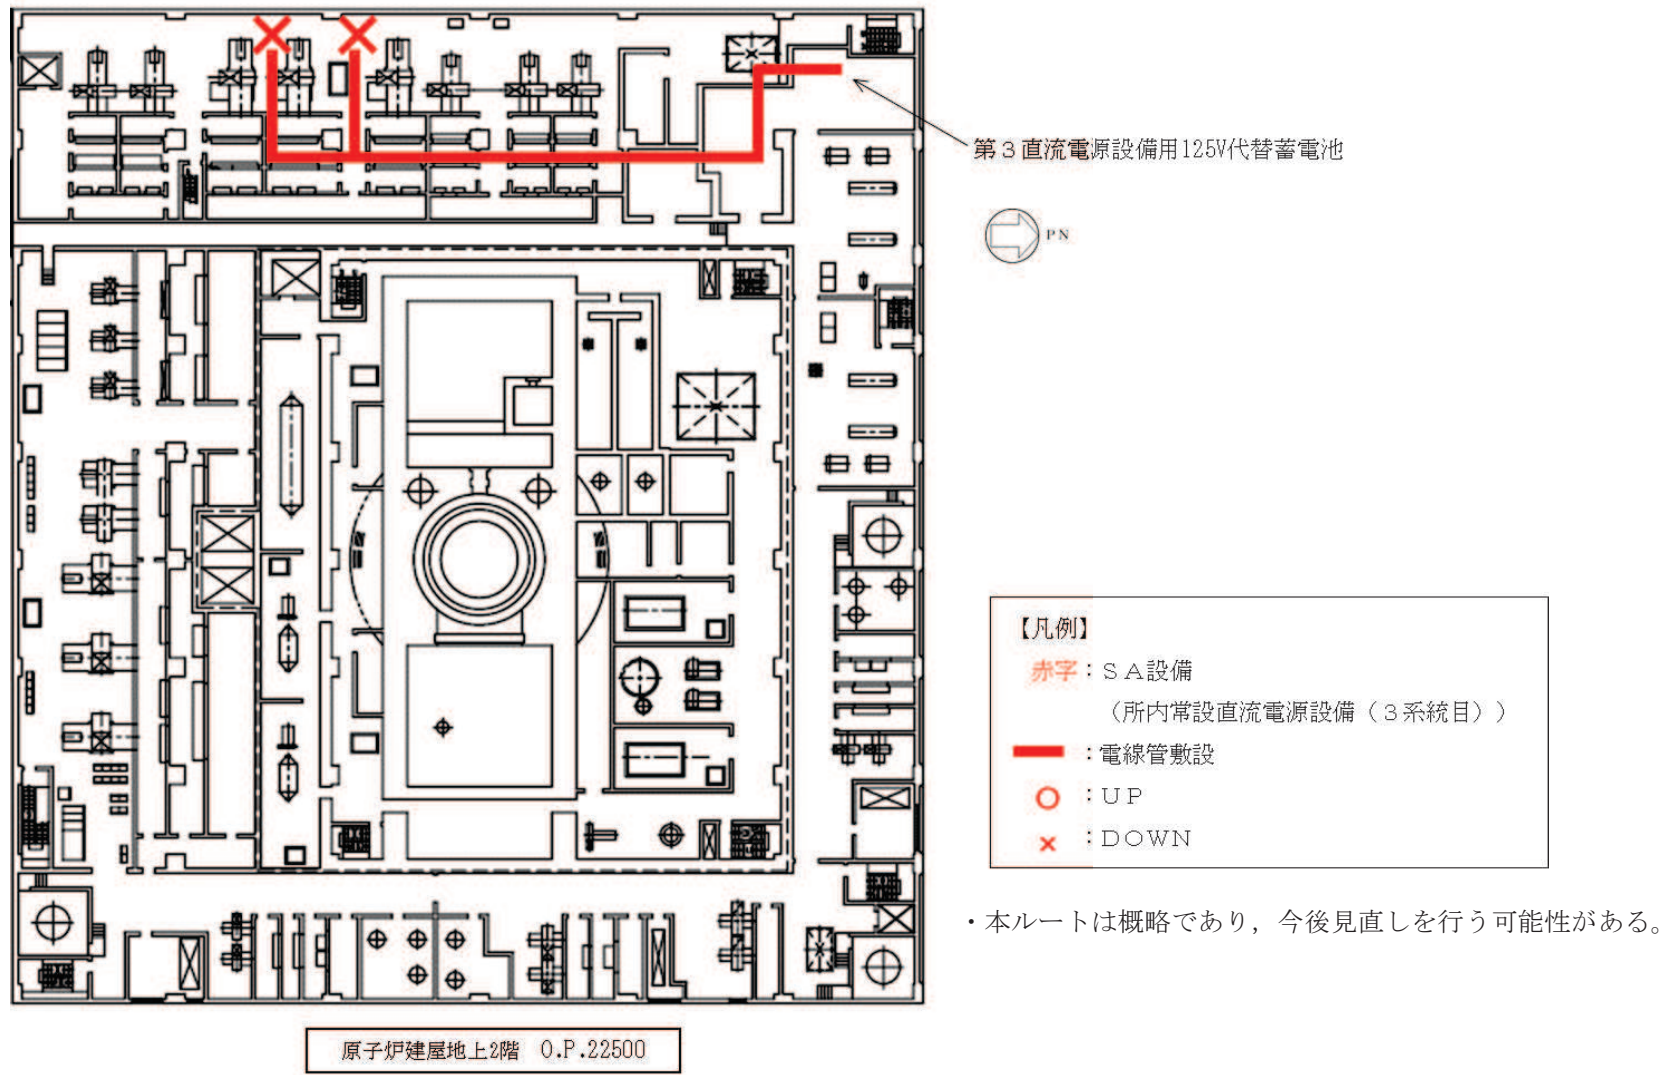 第3直流電源設備用125V代替蓄電池
PN
【凡例】
赤字：SA設備
（所内常設直流電源設備（3系統目））
：電線管敷設
：UP
：DOWN
・本ルートは概略であり，今後見直しを行う可能性がある。
原子炉建屋地上2階　O.P.22500